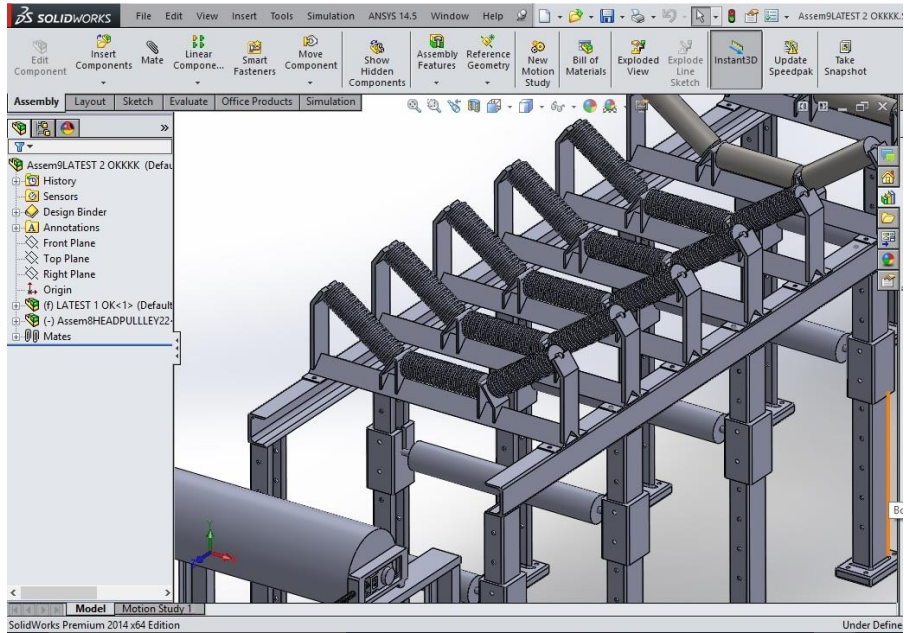 SOLIDWORKS File Edit View Insert Tools Simulation ANSYS 14.5 Window Help Assem9LATEST 2 OKKKK.S
Edit Component
Insert Components
Mate
Linear Compone...
Smart Fasteners
Move Component
Show Hidden Components
Assembly Features
Reference Geometry
New Motion Study
Bill of Materials
Exploded View
Explode Line Sketch
Instant3D
Update Speedpak
Take Snapshot
Assembly Layout Sketch Evaluate Office Products Simulation
Assem9LATEST 2 OKKKK (Defau
History
Sensors
Design Binder
Annotations
Front Plane
Top Plane
Right Plane
Origin
(f) LATEST 1 OK<1> (Default
(-) Assem8HEADPULLLEY22-
Mates
Bo
Model Motion Study 1
SolidWorks Premium 2014 x64 Edition Under Define